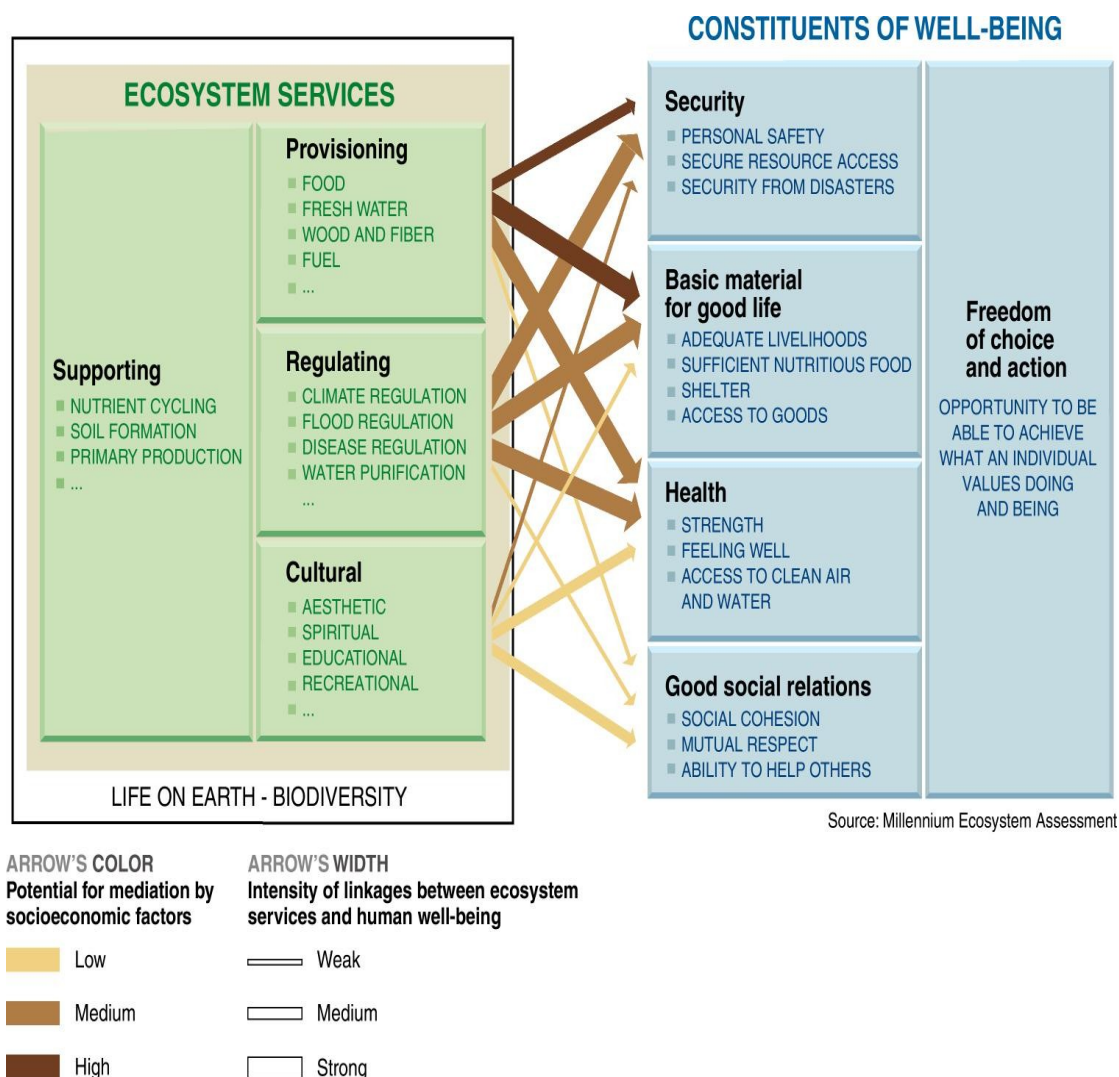 CONSTITUENTS OF WELL-BEING
ECOSYSTEM SERVICES
Supporting
NUTRIENT CYCLING
SOIL FORMATION
PRIMARY PRODUCTION
...
Provisioning
FOOD
FRESH WATER
WOOD AND FIBER
FUEL
...
Regulating
CLIMATE REGULATION
FLOOD REGULATION
DISEASE REGULATION
WATER PURIFICATION
...
Cultural
AESTHETIC
SPIRITUAL
EDUCATIONAL
RECREATIONAL
...
LIFE ON EARTH - BIODIVERSITY
Security
PERSONAL SAFETY
SECURE RESOURCE ACCESS
SECURITY FROM DISASTERS
Basic material
for good life
ADEQUATE LIVELIHOODS
SUFFICIENT NUTRITIOUS FOOD
SHELTER
ACCESS TO GOODS
Health
STRENGTH
FEELING WELL
ACCESS TO CLEAN AIR
AND WATER
Good social relations
SOCIAL COHESION
MUTUAL RESPECT
ABILITY TO HELP OTHERS
Freedom
of choice
and action
OPPORTUNITY TO BE
ABLE TO ACHIEVE
WHAT AN INDIVIDUAL
VALUES DOING
AND BEING
Source: Millennium Ecosystem Assessment
ARROW'S COLOR
Potential for mediation by
socioeconomic factors
Low
Medium
High
ARROW'S WIDTH
Intensity of linkages between ecosystem
services and human well-being
Weak
Medium
Strong